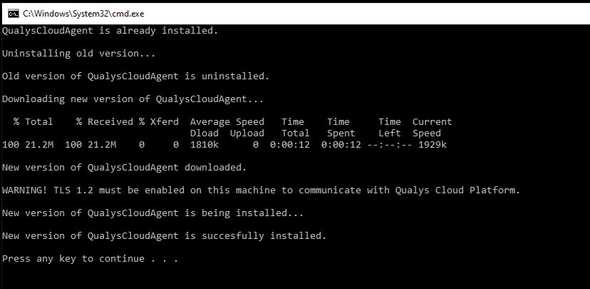 C:\Windows\System32\cmd.exe
QualysCloudAgent is already installed.
Uninstalling old version...
Old version of QualysCloudAgent is uninstalled.
Downloading new version of QualysCloudAgent...
% Total % Received % Xferd Average Speed Time Time Time Current
Dload Upload Total Spent Left Speed
100 21.2M 100 21.2M 0 0 1810k 0 0:00:12 0:00:12 --:--:-- 1929k
New version of QualysCloudAgent downloaded.
WARNING! TLS 1.2 must be enabled on this machine to communicate with Qualys Cloud Platform.
New version of QualysCloudAgent is being installed...
New version of QualysCloudAgent is succesfully installed.
Press any key to continue . . .